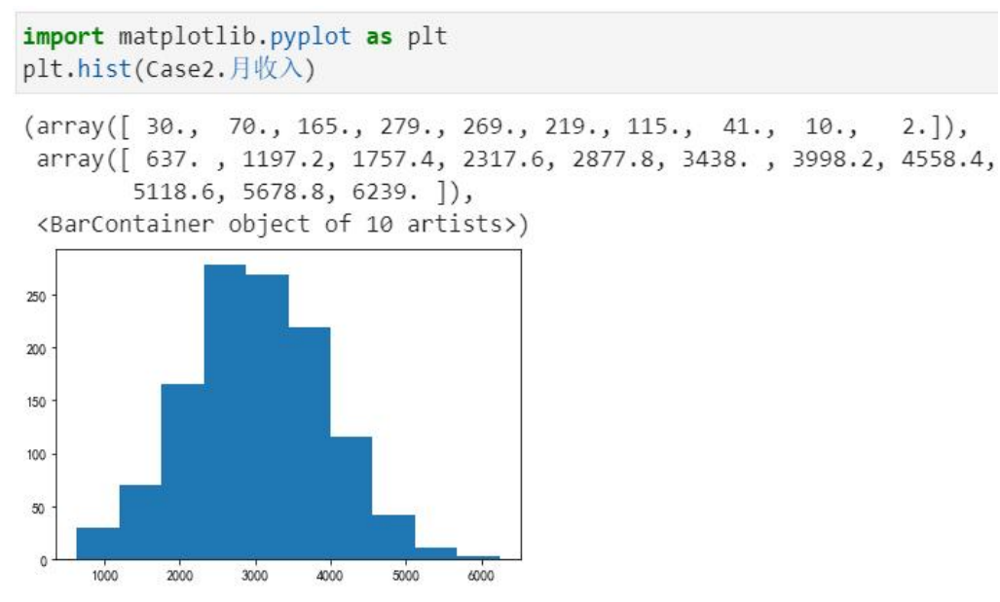 import matplotlib.pyplot as plt
plt.hist(Case2.月收入)
(array([ 30.,  70., 165., 279., 269., 219., 115.,  41.,  10.,   2.]),
 array([ 637. , 1197.2, 1757.4, 2317.6, 2877.8, 3438. , 3998.2, 4558.4,
        5118.6, 5678.8, 6239. ]),
 <BarContainer object of 10 artists>)
250
200
150
100
50
0
1000 2000 3000 4000 5000 6000